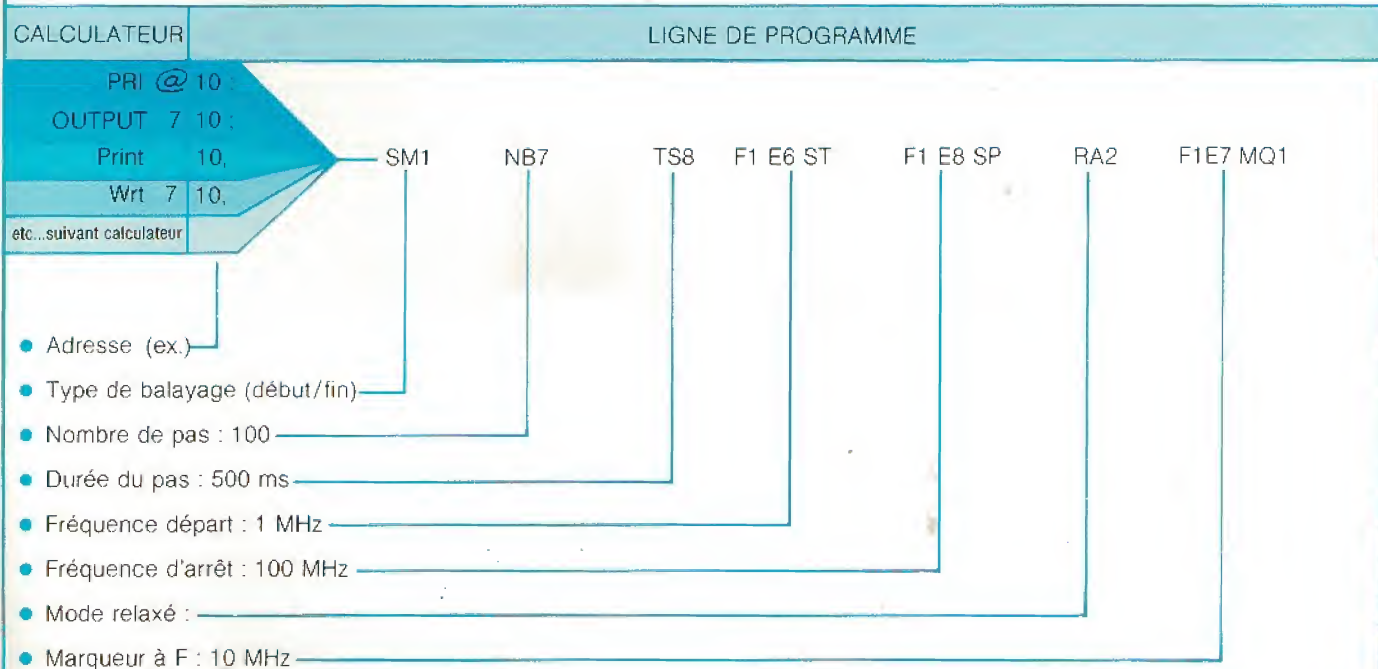 CALCULATEUR LIGNE DE PROGRAMME
PRI @ 10 ;
OUTPUT 7 10 ;
Print 10,
Wrt 7 10,
etc...suivant calculateur
SM1 NB7 TS8 F1 E6 ST F1 E8 SP RA2 F1E7 MQ1
• Adresse (ex.)
• Type de balayage (début/fin)
• Nombre de pas : 100
• Durée du pas : 500 ms
• Fréquence départ : 1 MHz
• Fréquence d'arrêt : 100 MHz
• Mode relaxé :
• Marqueur à F : 10 MHz